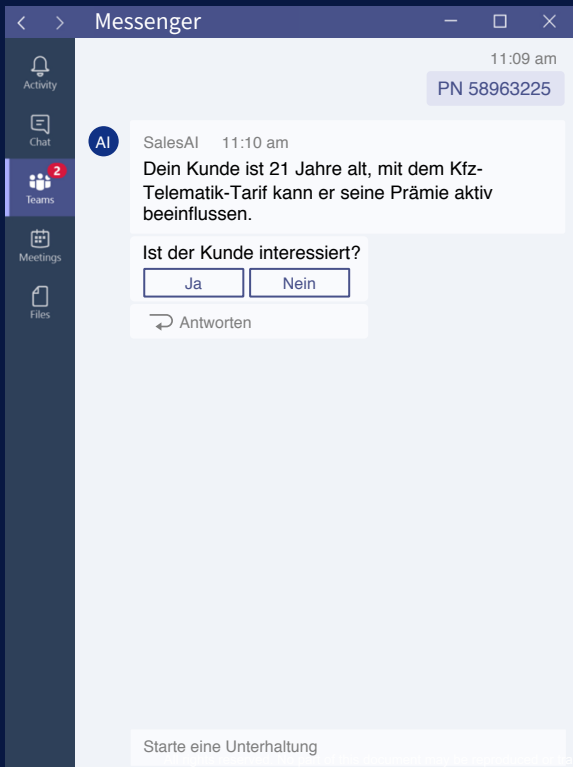 Messenger
11:09 am
PN 58963225
Activity
Chat
2
Teams
Meetings
Files
AI
SalesAI 11:10 am
Dein Kunde ist 21 Jahre alt, mit dem Kfz-
Telematik-Tarif kann er seine Prämie aktiv
beeinflussen.
Ist der Kunde interessiert?
Ja Nein
Antworten
Starte eine Unterhaltung